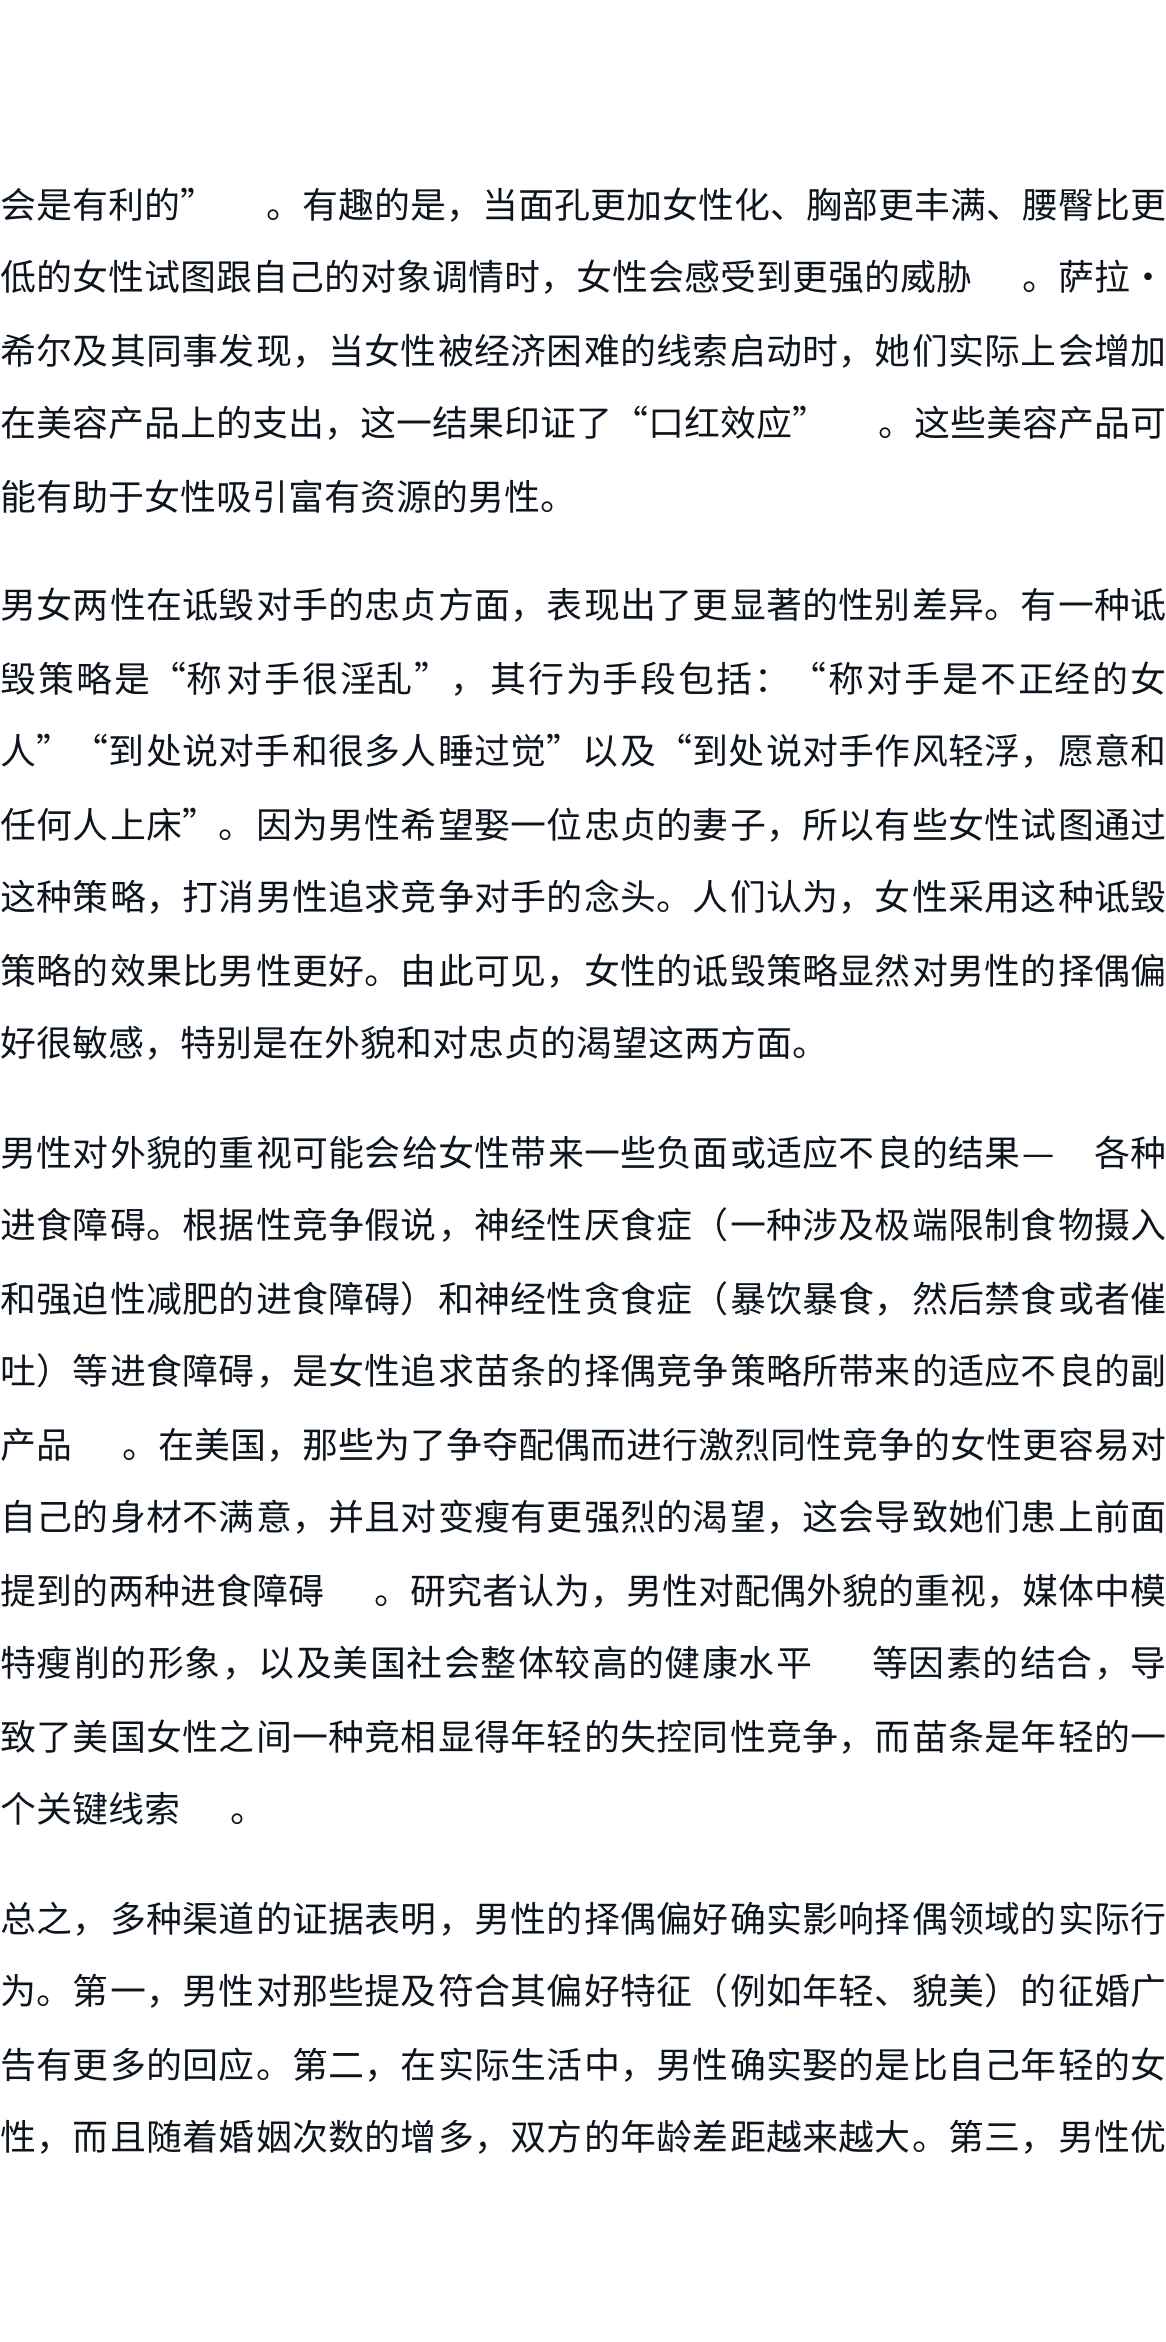 会是有利的” 。有趣的是，当面孔更加女性化、胸部更丰满、腰臀比更
低的女性试图跟自己的对象调情时，女性会感受到更强的威胁 。萨拉·
希尔及其同事发现，当女性被经济困难的线索启动时，她们实际上会增加
在美容产品上的支出，这一结果印证了“口红效应” 。这些美容产品可
能有助于女性吸引富有资源的男性。
男女两性在诋毁对手的忠贞方面，表现出了更显著的性别差异。有一种诋
毁策略是“称对手很淫乱”，其行为手段包括：“称对手是不正经的女
人”“到处说对手和很多人睡过觉”以及“到处说对手作风轻浮，愿意和
任何人上床”。因为男性希望娶一位忠贞的妻子，所以有些女性试图通过
这种策略，打消男性追求竞争对手的念头。人们认为，女性采用这种诋毁
策略的效果比男性更好。由此可见，女性的诋毁策略显然对男性的择偶偏
好很敏感，特别是在外貌和对忠贞的渴望这两方面。
男性对外貌的重视可能会给女性带来一些负面或适应不良的结果— 各种
进食障碍。根据性竞争假说，神经性厌食症（一种涉及极端限制食物摄入
和强迫性减肥的进食障碍）和神经性贪食症（暴饮暴食，然后禁食或者催
吐）等进食障碍，是女性追求苗条的择偶竞争策略所带来的适应不良的副
产品 。在美国，那些为了争夺配偶而进行激烈同性竞争的女性更容易对
自己的身材不满意，并且对变瘦有更强烈的渴望，这会导致她们患上前面
提到的两种进食障碍 。研究者认为，男性对配偶外貌的重视，媒体中模
特瘦削的形象，以及美国社会整体较高的健康水平 等因素的结合，导
致了美国女性之间一种竞相显得年轻的失控同性竞争，而苗条是年轻的一
个关键线索 。
总之，多种渠道的证据表明，男性的择偶偏好确实影响择偶领域的实际行
为。第一，男性对那些提及符合其偏好特征（例如年轻、貌美）的征婚广
告有更多的回应。第二，在实际生活中，男性确实娶的是比自己年轻的女
性，而且随着婚姻次数的增多，双方的年龄差距越来越大。第三，男性优